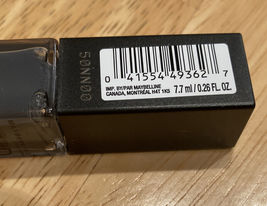 50NN00
0 41554 49362 7
IMP. BY/PAR MAYBELLINE
CANADA, MONTRÉAL H4T 1K5
7.7 ml / 0.26 FL. OZ.